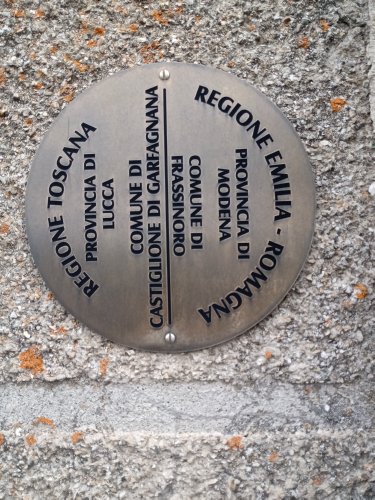 REGIONE TOSCANA
PROVINCIA DI
LUCCA
COMUNE DI
CASTIGLIONE DI GARFAGNANA
REGIONE EMILIA - ROMAGNA
PROVINCIA DI
MODENA
COMUNE DI
FRASSINORO